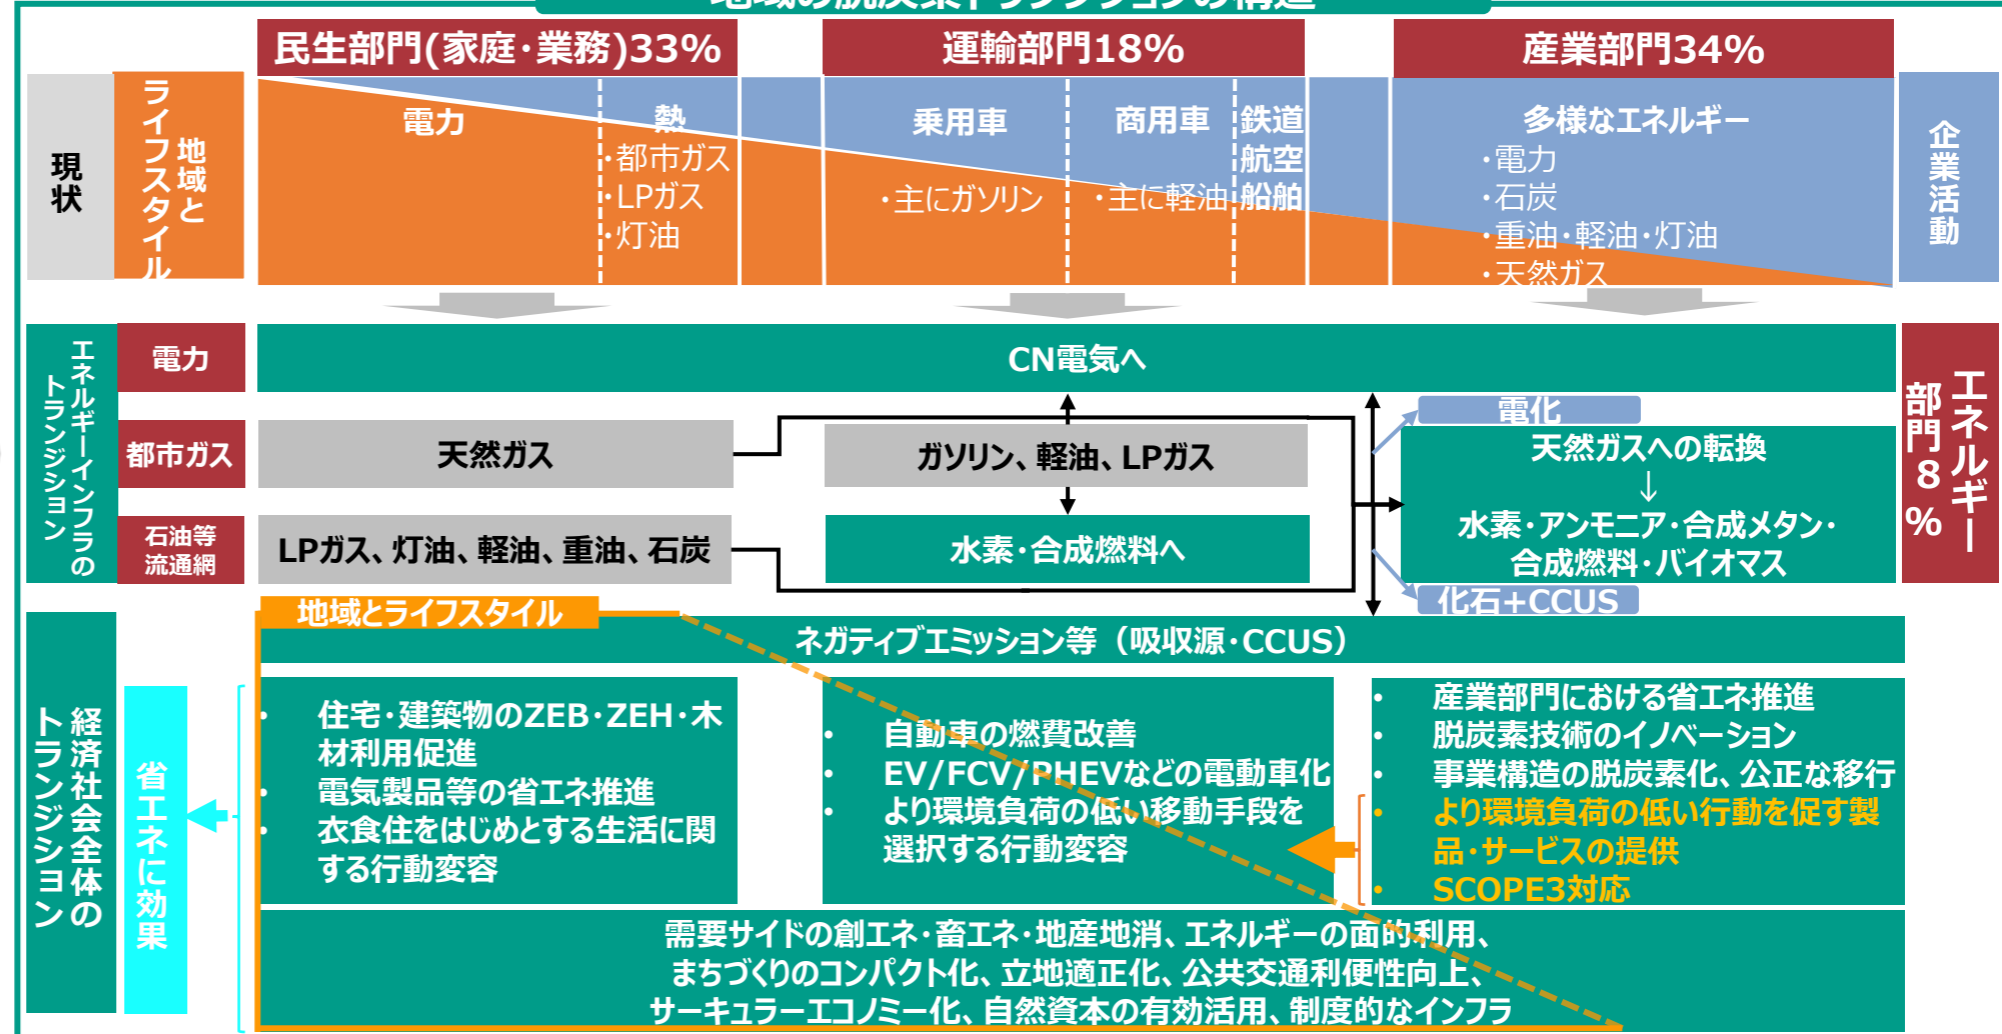 地域の脱炭素トランジションの構造
民生部門(家庭・業務)33%
運輸部門18%
産業部門34%
現状
地域と
ライフスタイル
電力
熱
・都市ガス
・LPガス
・灯油
乗用車
・主にガソリン
商用車
・主に軽油
鉄道
航空
船舶
多様なエネルギー
・電力
・石炭
・重油・軽油・灯油
・天然ガス
企業活動
エネルギーインフラの
トランジション
電力
CN電気へ
エネルギー
部門8%
都市ガス
天然ガス
ガソリン、軽油、LPガス
電化
天然ガスへの転換
↓
水素・アンモニア・合成メタン・
合成燃料・バイオマス
石油等
流通網
LPガス、灯油、軽油、重油、石炭
水素・合成燃料へ
化石+CCUS
経済社会全体の
トランジション
地域とライフスタイル
ネガティブエミッション等（吸収源・CCUS）
省エネに効果
• 住宅・建築物のZEB・ZEH・木
材利用促進
• 電気製品等の省エネ推進
• 衣食住をはじめとする生活に関
する行動変容
• 自動車の燃費改善
• EV/FCV/PHEVなどの電動車化
• より環境負荷の低い移動手段を
選択する行動変容
• 産業部門における省エネ推進
• 脱炭素技術のイノベーション
• 事業構造の脱炭素化、公正な移行
• より環境負荷の低い行動を促す製
品・サービスの提供
• SCOPE3対応
需要サイドの創エネ・畜エネ・地産地消、エネルギーの面的利用、
まちづくりのコンパクト化、立地適正化、公共交通利便性向上、
サーキュラーエコノミー化、自然資本の有効活用、制度的なインフラ